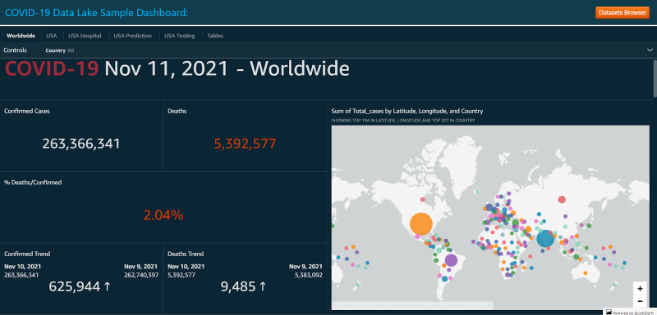 COVID-19 Data Lake Sample Dashboard:
Datasets Browser
Worldwide USA USA Hospital USA Prediction USA Testing Tables
Controls Country All
COVID-19 Nov 11, 2021 - Worldwide
Confirmed Cases
263,366,341
Deaths
5,392,577
% Deaths/Confirmed
2.04%
Confirmed Trend
Nov 10, 2021 Nov 9, 2021
263,366,341 262,740,397
625,944 ↑
Deaths Trend
Nov 10, 2021 Nov 9, 2021
5,392,577 5,383,092
9,485 ↑
Sum of Total_cases by Latitude, Longitude, and Country
SHOWING TOP 1M IN LATITUDE, LONGITUDE AND TOP 207 IN COUNTRY
+
−
Powered by QuickSight